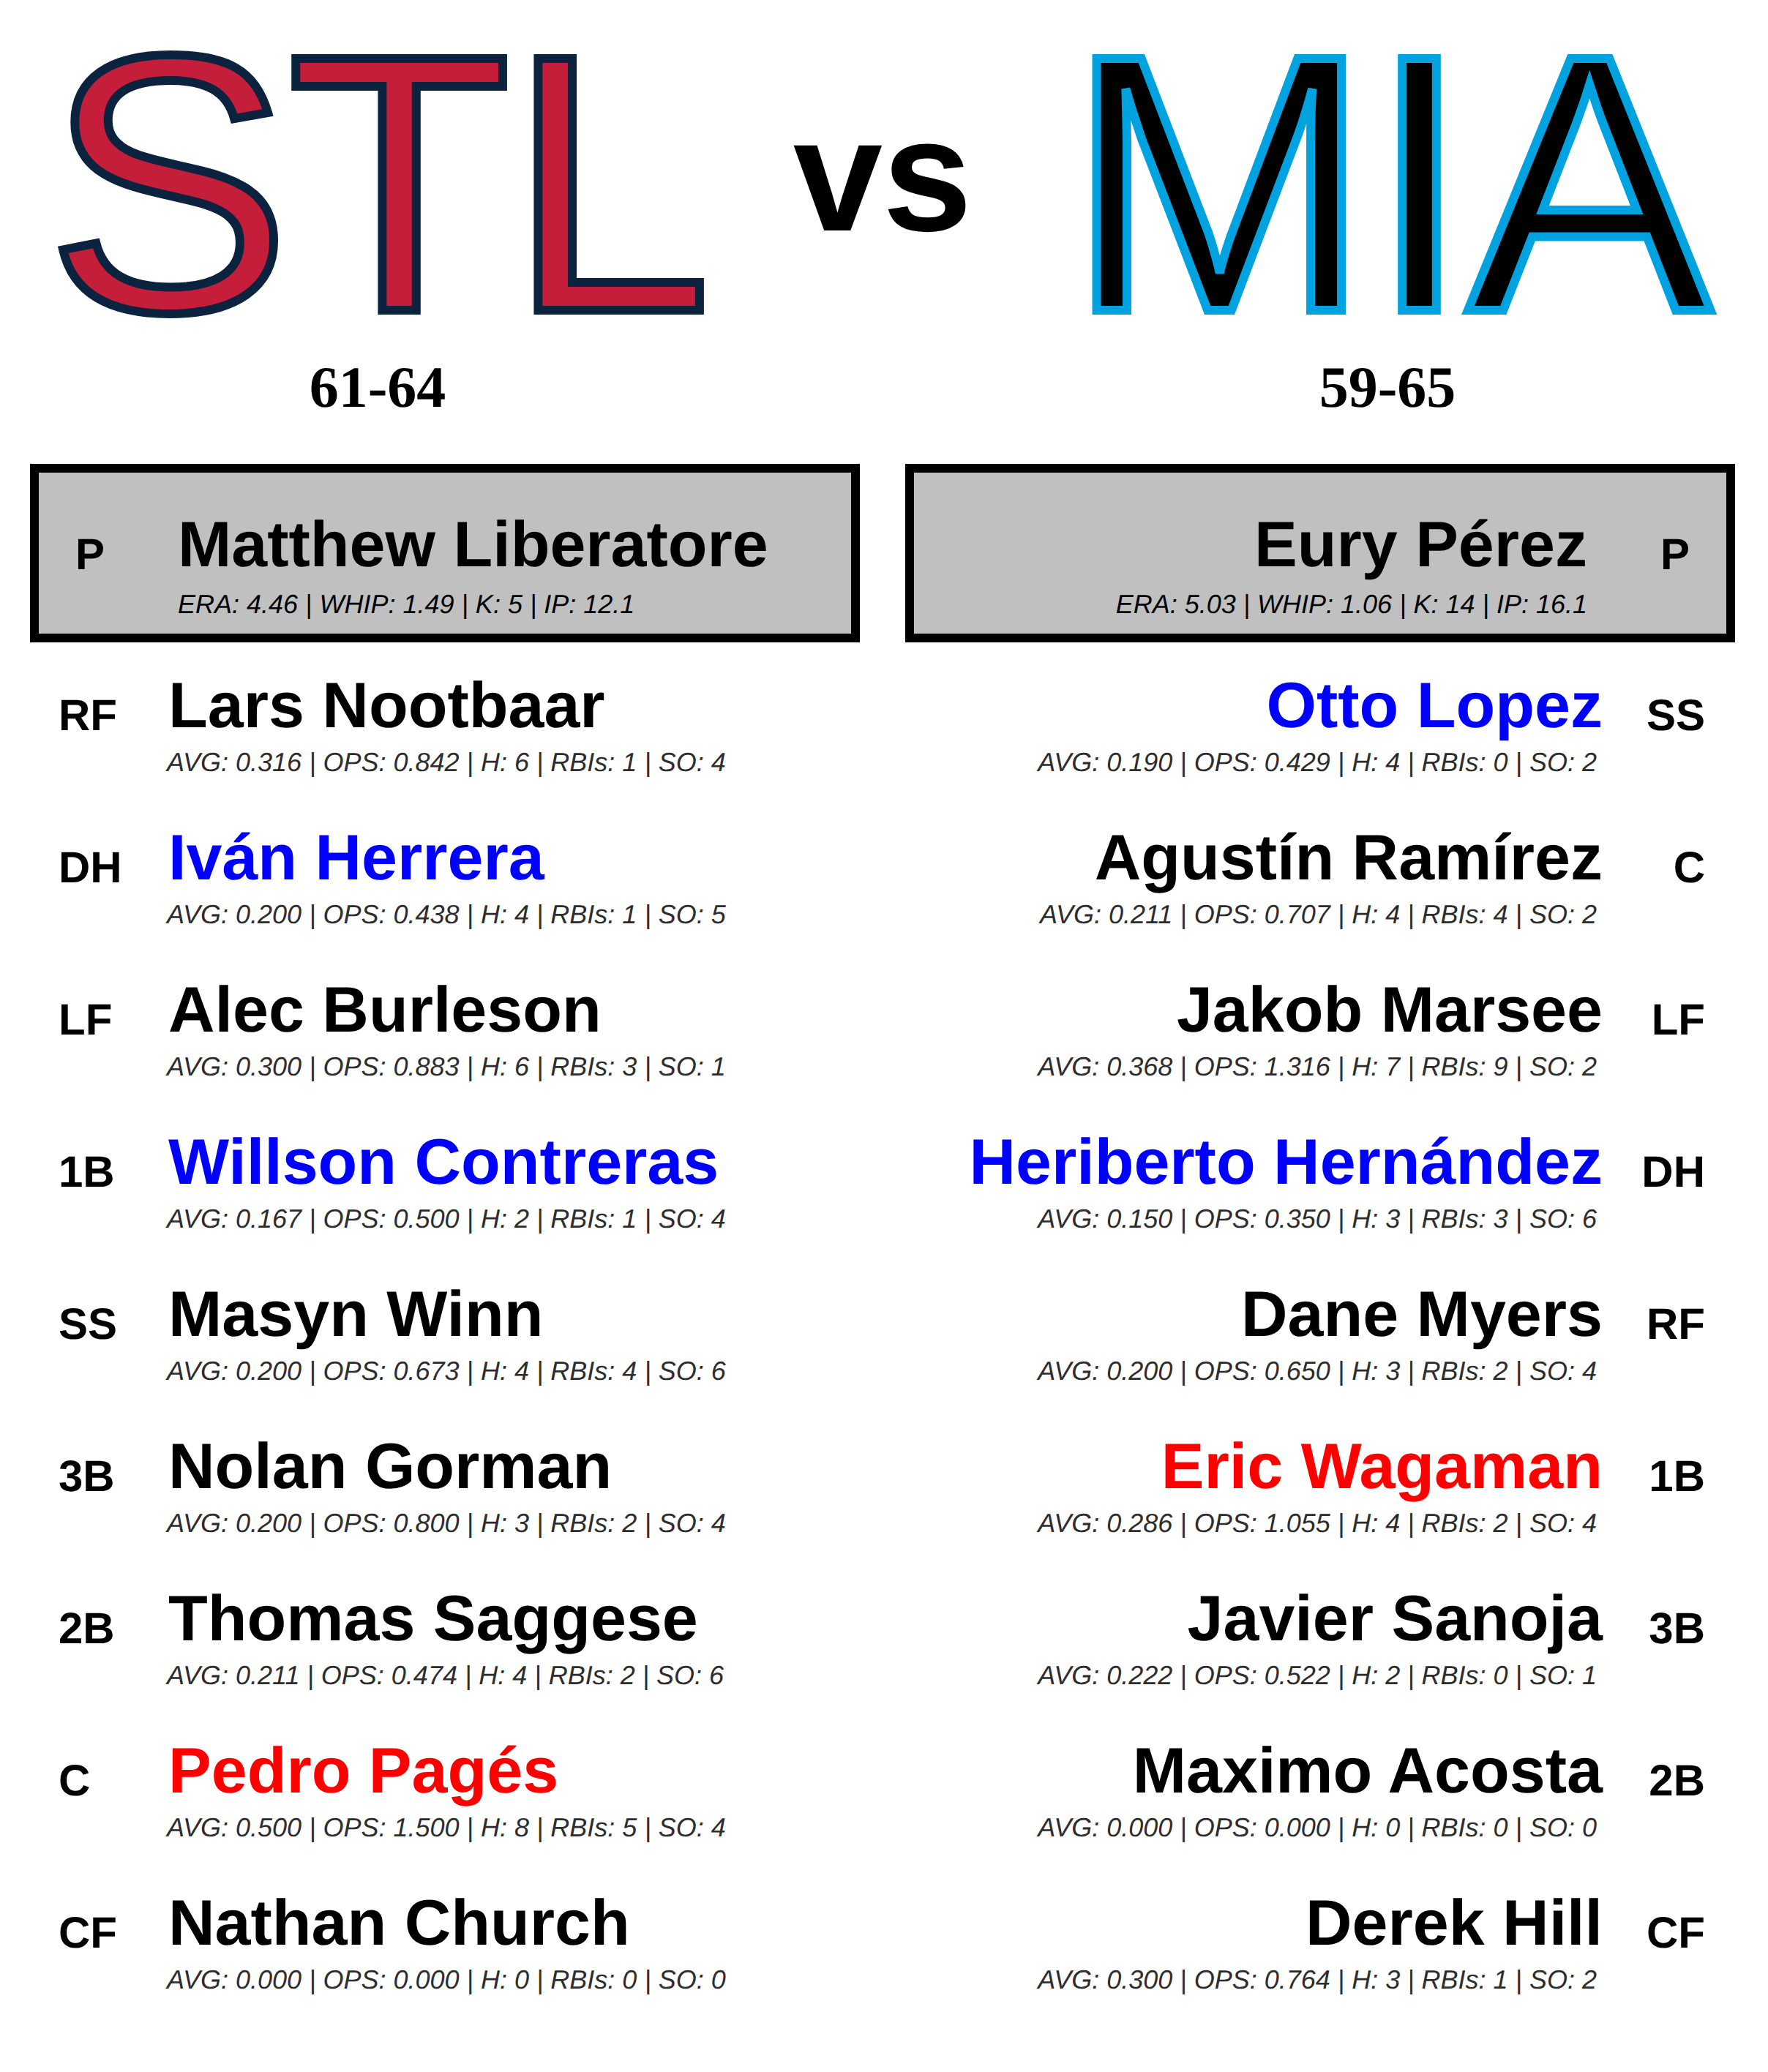 STL vs MIA
61-64
59-65
P Matthew Liberatore
ERA: 4.46 | WHIP: 1.49 | K: 5 | IP: 12.1
Eury Pérez P
ERA: 5.03 | WHIP: 1.06 | K: 14 | IP: 16.1
RF Lars Nootbaar
AVG: 0.316 | OPS: 0.842 | H: 6 | RBIs: 1 | SO: 4
DH Iván Herrera
AVG: 0.200 | OPS: 0.438 | H: 4 | RBIs: 1 | SO: 5
LF Alec Burleson
AVG: 0.300 | OPS: 0.883 | H: 6 | RBIs: 3 | SO: 1
1B Willson Contreras
AVG: 0.167 | OPS: 0.500 | H: 2 | RBIs: 1 | SO: 4
SS Masyn Winn
AVG: 0.200 | OPS: 0.673 | H: 4 | RBIs: 4 | SO: 6
3B Nolan Gorman
AVG: 0.200 | OPS: 0.800 | H: 3 | RBIs: 2 | SO: 4
2B Thomas Saggese
AVG: 0.211 | OPS: 0.474 | H: 4 | RBIs: 2 | SO: 6
C Pedro Pagés
AVG: 0.500 | OPS: 1.500 | H: 8 | RBIs: 5 | SO: 4
CF Nathan Church
AVG: 0.000 | OPS: 0.000 | H: 0 | RBIs: 0 | SO: 0
Otto Lopez SS
AVG: 0.190 | OPS: 0.429 | H: 4 | RBIs: 0 | SO: 2
Agustín Ramírez C
AVG: 0.211 | OPS: 0.707 | H: 4 | RBIs: 4 | SO: 2
Jakob Marsee LF
AVG: 0.368 | OPS: 1.316 | H: 7 | RBIs: 9 | SO: 2
Heriberto Hernández DH
AVG: 0.150 | OPS: 0.350 | H: 3 | RBIs: 3 | SO: 6
Dane Myers RF
AVG: 0.200 | OPS: 0.650 | H: 3 | RBIs: 2 | SO: 4
Eric Wagaman 1B
AVG: 0.286 | OPS: 1.055 | H: 4 | RBIs: 2 | SO: 4
Javier Sanoja 3B
AVG: 0.222 | OPS: 0.522 | H: 2 | RBIs: 0 | SO: 1
Maximo Acosta 2B
AVG: 0.000 | OPS: 0.000 | H: 0 | RBIs: 0 | SO: 0
Derek Hill CF
AVG: 0.300 | OPS: 0.764 | H: 3 | RBIs: 1 | SO: 2